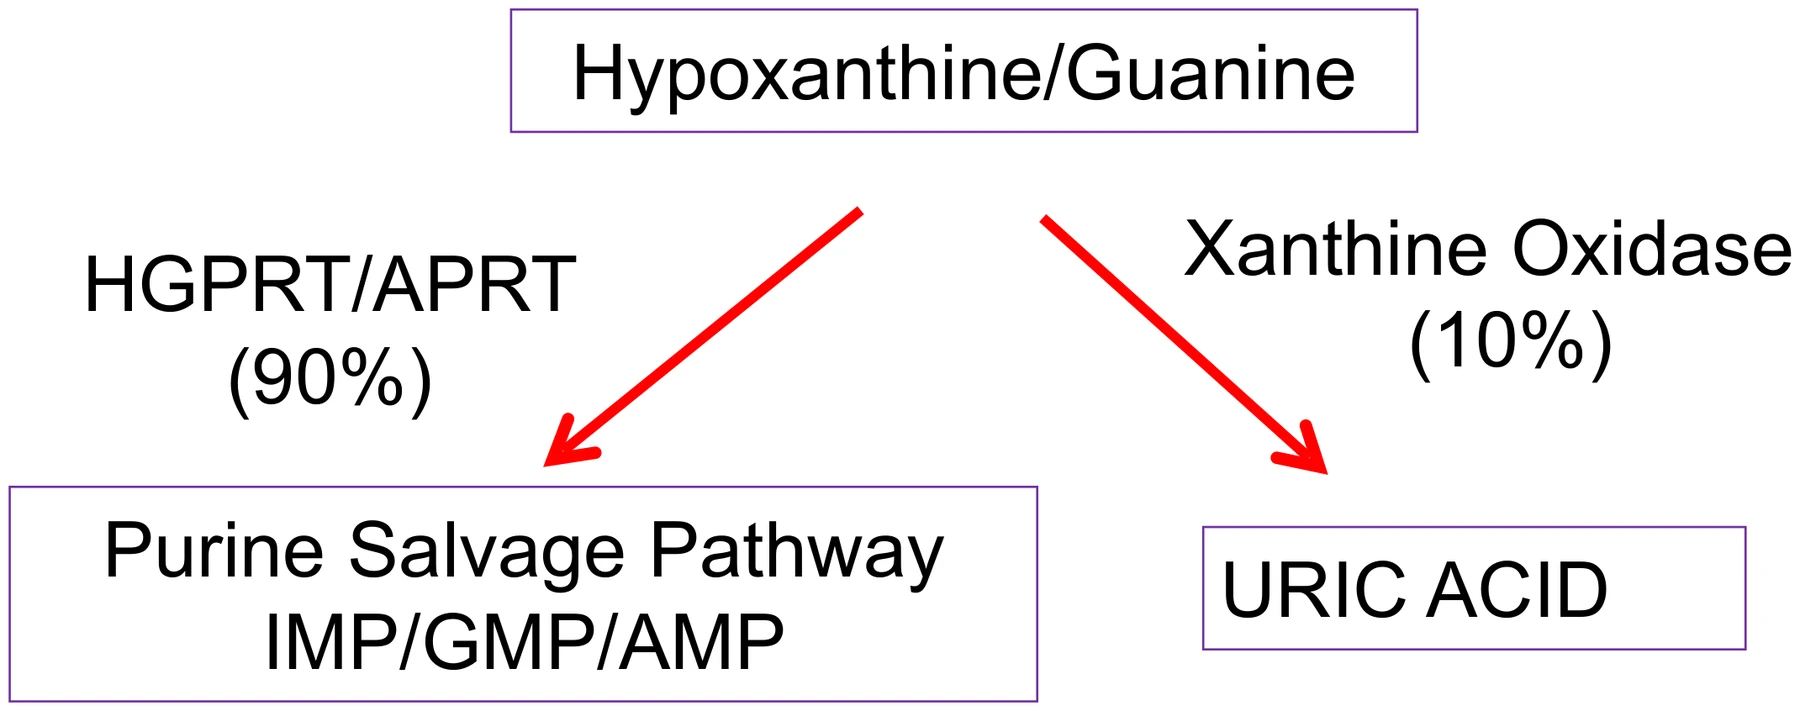 Hypoxanthine/Guanine
HGPRT/APRT
(90%)
Xanthine Oxidase
(10%)
Purine Salvage Pathway
IMP/GMP/AMP
URIC ACID